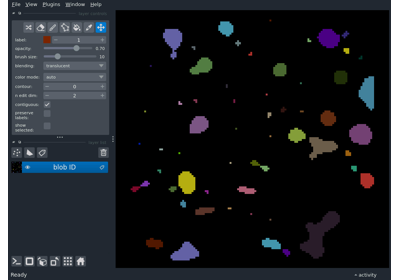 File View Plugins Window Help
label: 1
opacity: 0.70
brush size: 10
blending: translucent
color mode: auto
contour: 0
n edit dim: 2
contiguous:
preserve
labels:
show
selected:
blob ID
Ready
activity